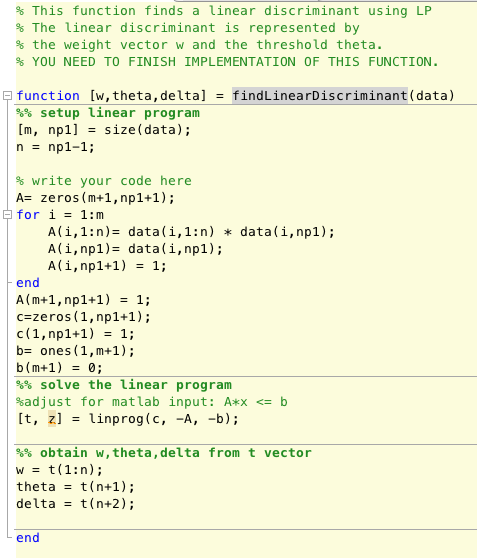 % This function finds a linear discriminant using LP
% The linear discriminant is represented by
% the weight vector w and the threshold theta.
% YOU NEED TO FINISH IMPLEMENTATION OF THIS FUNCTION.
function [w,theta,delta] = findLinearDiscriminant(data)
%% setup linear program
[m, np1] = size(data);
n = np1-1;
% write your code here
A= zeros(m+1,np1+1);
for i = 1:m
A(i,1:n)= data(i,1:n) * data(i,np1);
A(i,np1)= data(i,np1);
A(i,np1+1) = 1;
end
A(m+1,np1+1) = 1;
c=zeros(1,np1+1);
c(1,np1+1) = 1;
b= ones(1,m+1);
b(m+1) = 0;
%% solve the linear program
%adjust for matlab input: A*x <= b
[t, z] = linprog(c, -A, -b);
%% obtain w,theta,delta from t vector
w = t(1:n);
theta = t(n+1);
delta = t(n+2);
end